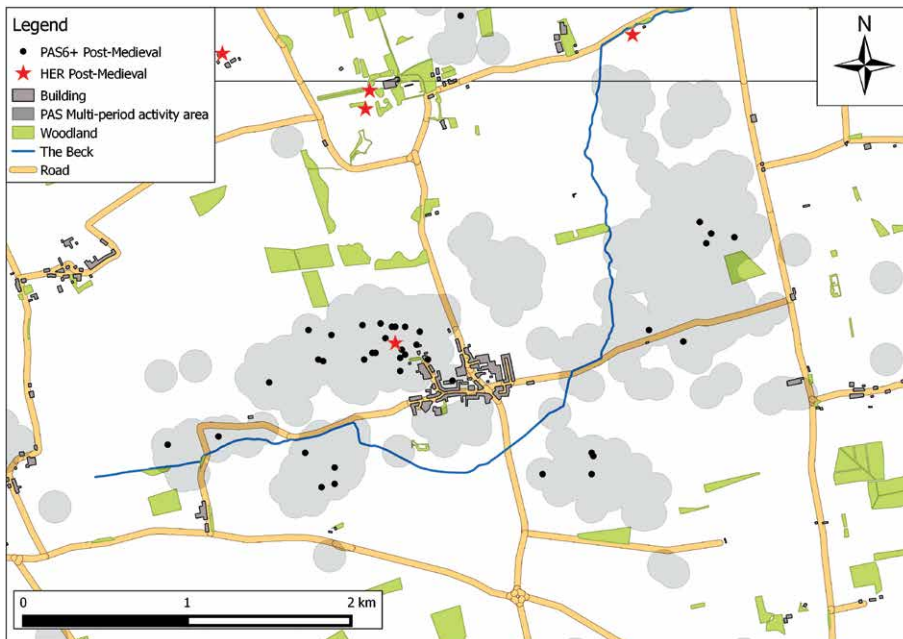 Legend
PAS6+ Post-Medieval
HER Post-Medieval
Building
PAS Multi-period activity area
Woodland
The Beck
Road
N
0 1 2 km